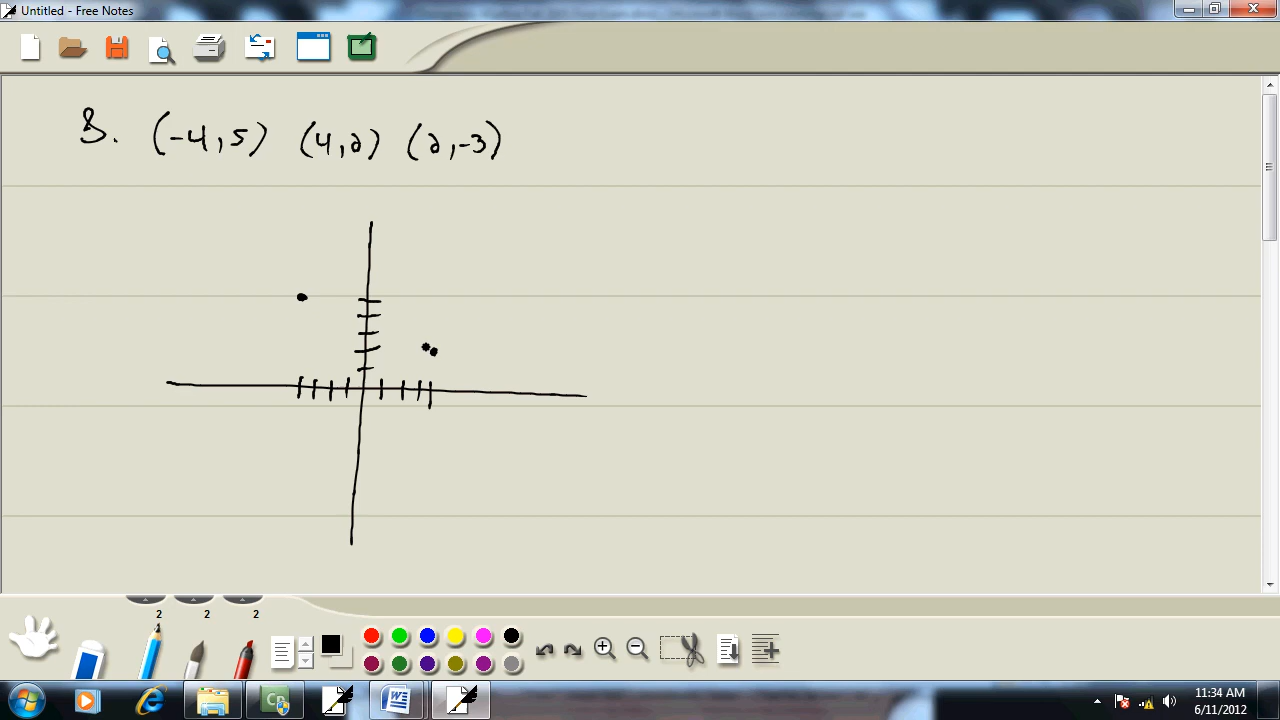 Untitled - Free Notes
8. (-4,5) (4,2) (2,-3)
2 2 2
11:34 AM
6/11/2012